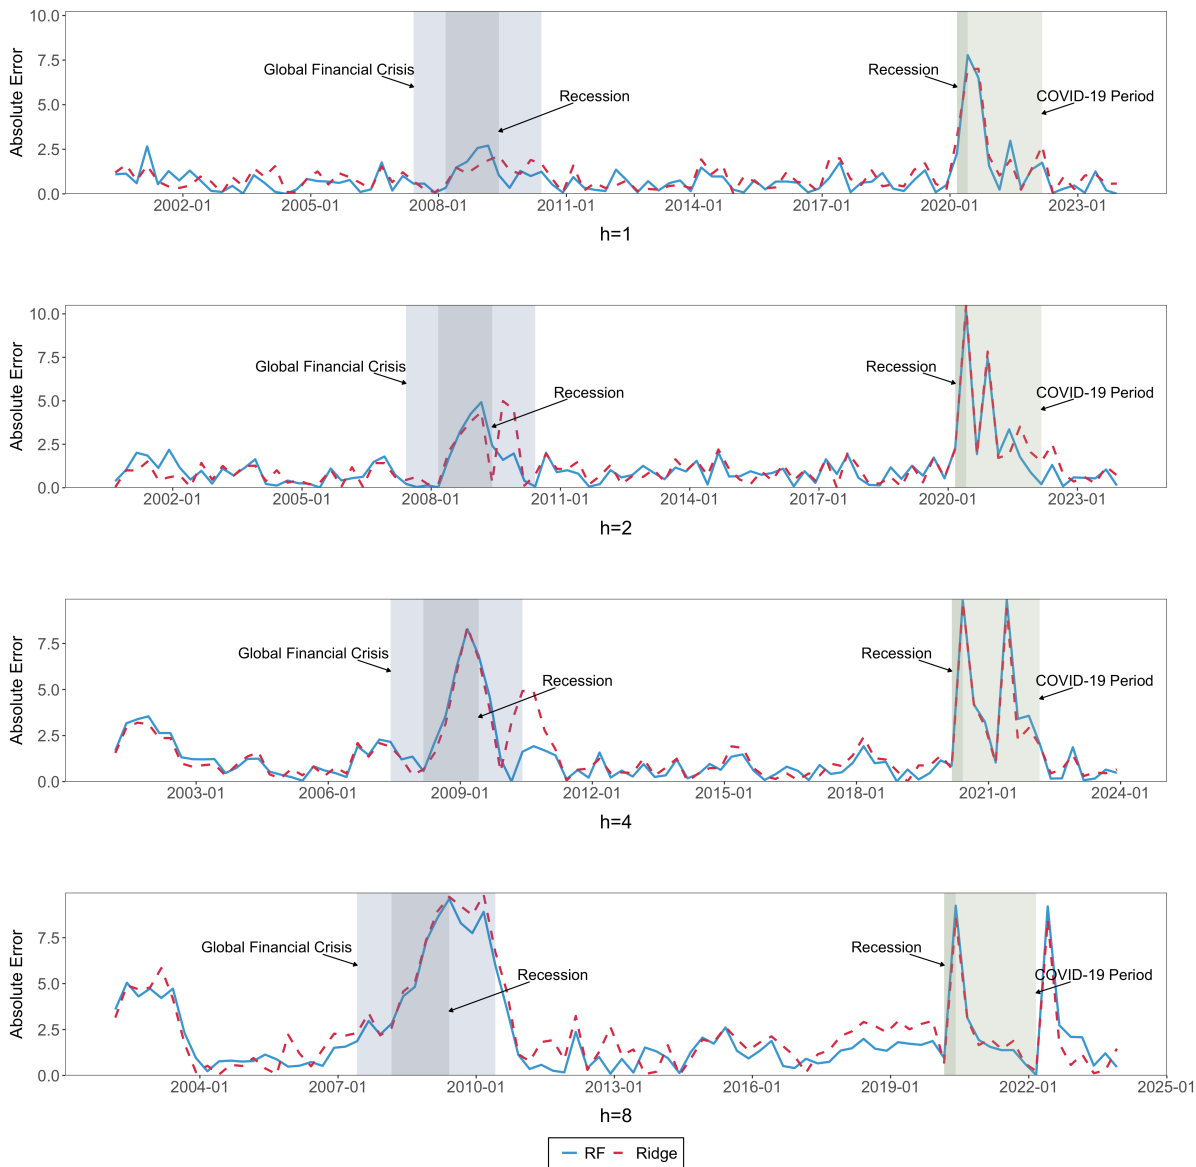 10.0
7.5
5.0
2.5
0.0
Absolute Error
Global Financial Crisis
Recession
Recession
COVID-19 Period
2002-01 2005-01 2008-01 2011-01 2014-01 2017-01 2020-01 2023-01
h=1
10.0
7.5
5.0
2.5
0.0
Absolute Error
Global Financial Crisis
Recession
Recession
COVID-19 Period
2002-01 2005-01 2008-01 2011-01 2014-01 2017-01 2020-01 2023-01
h=2
7.5
5.0
2.5
0.0
Absolute Error
Global Financial Crisis
Recession
Recession
COVID-19 Period
2003-01 2006-01 2009-01 2012-01 2015-01 2018-01 2021-01 2024-01
h=4
7.5
5.0
2.5
0.0
Absolute Error
Global Financial Crisis
Recession
Recession
COVID-19 Period
2004-01 2007-01 2010-01 2013-01 2016-01 2019-01 2022-01 2025-01
h=8
RF Ridge